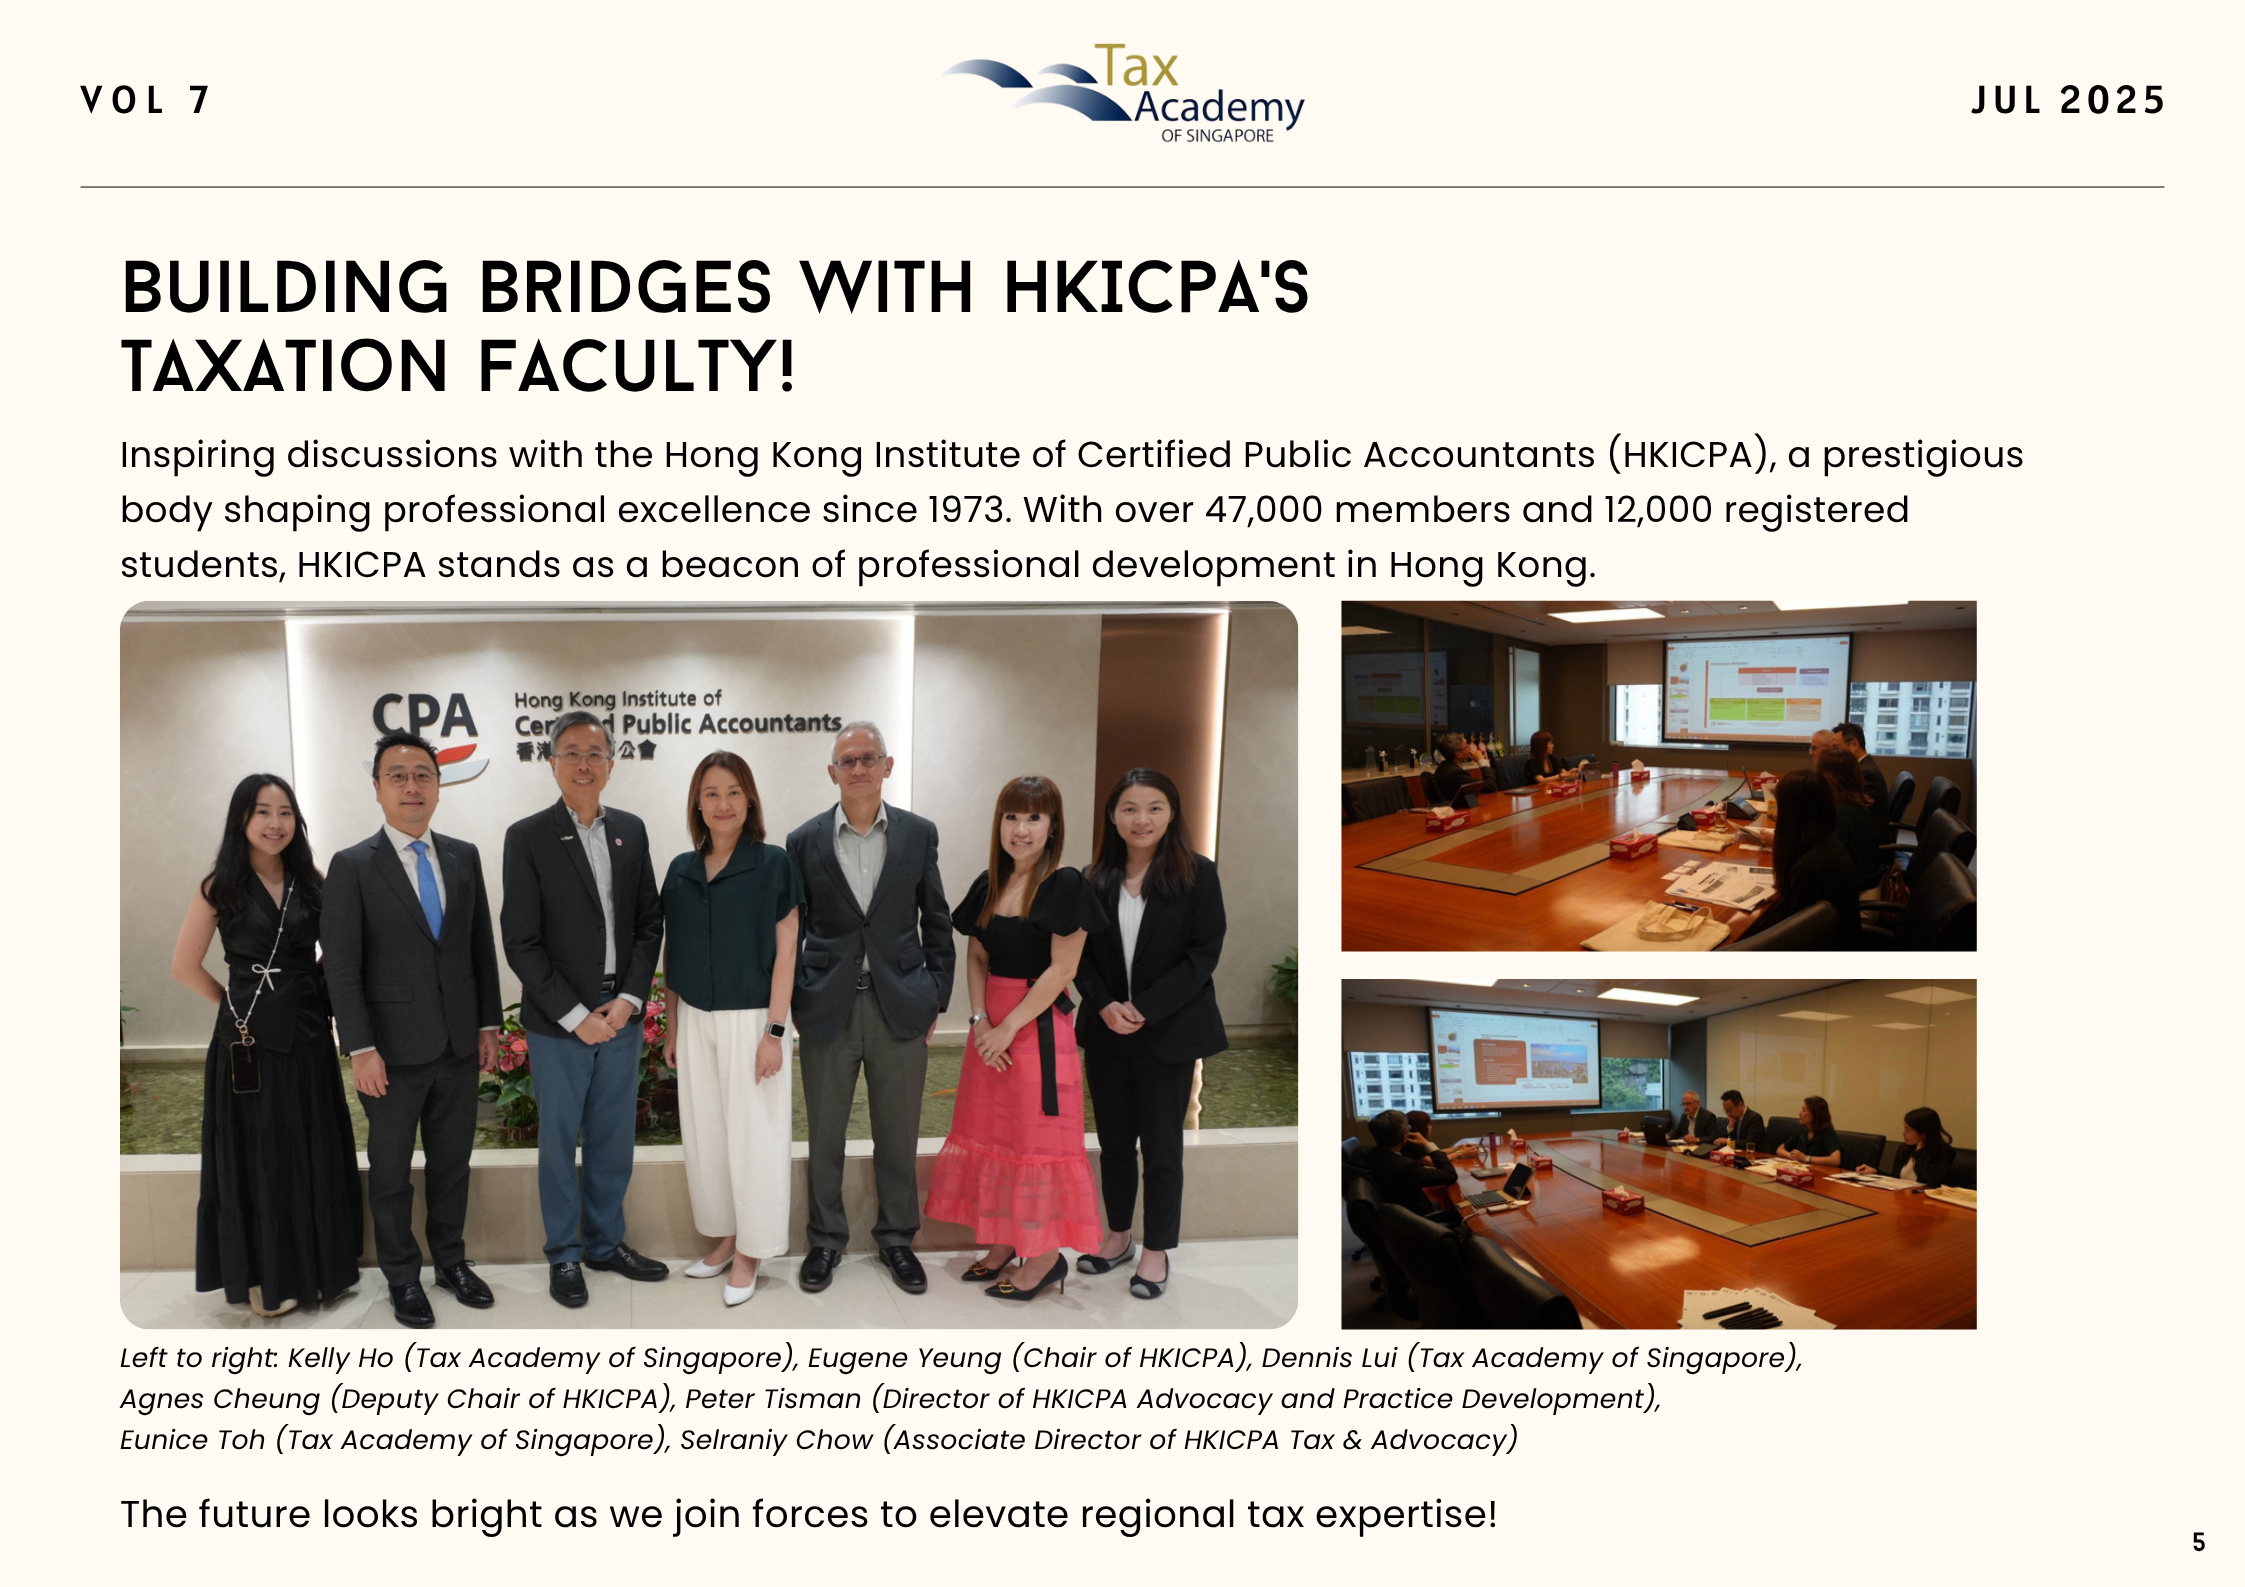 VOL 7
Tax
Academy
OF SINGAPORE
JUL 2025
BUILDING BRIDGES WITH HKICPA'S
TAXATION FACULTY!
Inspiring discussions with the Hong Kong Institute of Certified Public Accountants (HKICPA), a prestigious
body shaping professional excellence since 1973. With over 47,000 members and 12,000 registered
students, HKICPA stands as a beacon of professional development in Hong Kong.
CPA
Hong Kong Institute of
Public Accountants
香港 公會
Left to right: Kelly Ho (Tax Academy of Singapore), Eugene Yeung (Chair of HKICPA), Dennis Lui (Tax Academy of Singapore),
Agnes Cheung (Deputy Chair of HKICPA), Peter Tisman (Director of HKICPA Advocacy and Practice Development),
Eunice Toh (Tax Academy of Singapore), Selraniy Chow (Associate Director of HKICPA Tax & Advocacy)
The future looks bright as we join forces to elevate regional tax expertise!
5